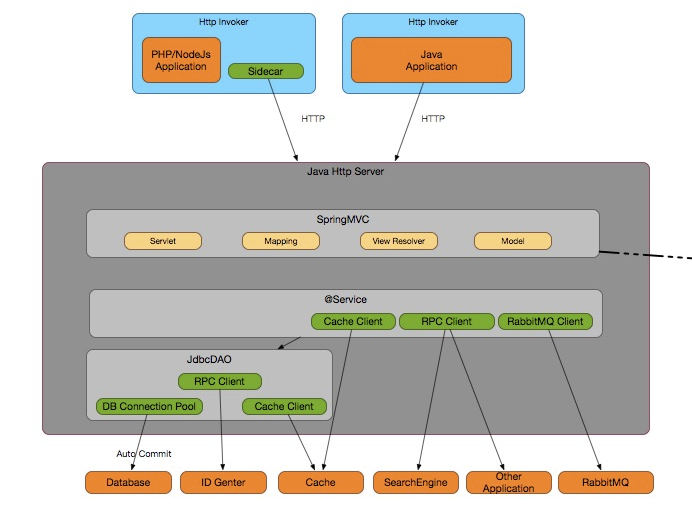 Http Invoker
Http Invoker
PHP/NodeJs
Application
Sidecar
Java
Application
HTTP
HTTP
Java Http Server
SpringMVC
Servlet
Mapping
View Resolver
Model
@Service
Cache Client
RPC Client
RabbitMQ Client
JdbcDAO
RPC Client
DB Connection Pool
Cache Client
Auto Commit
Database
ID Genter
Cache
SearchEngine
Other
Application
RabbitMQ